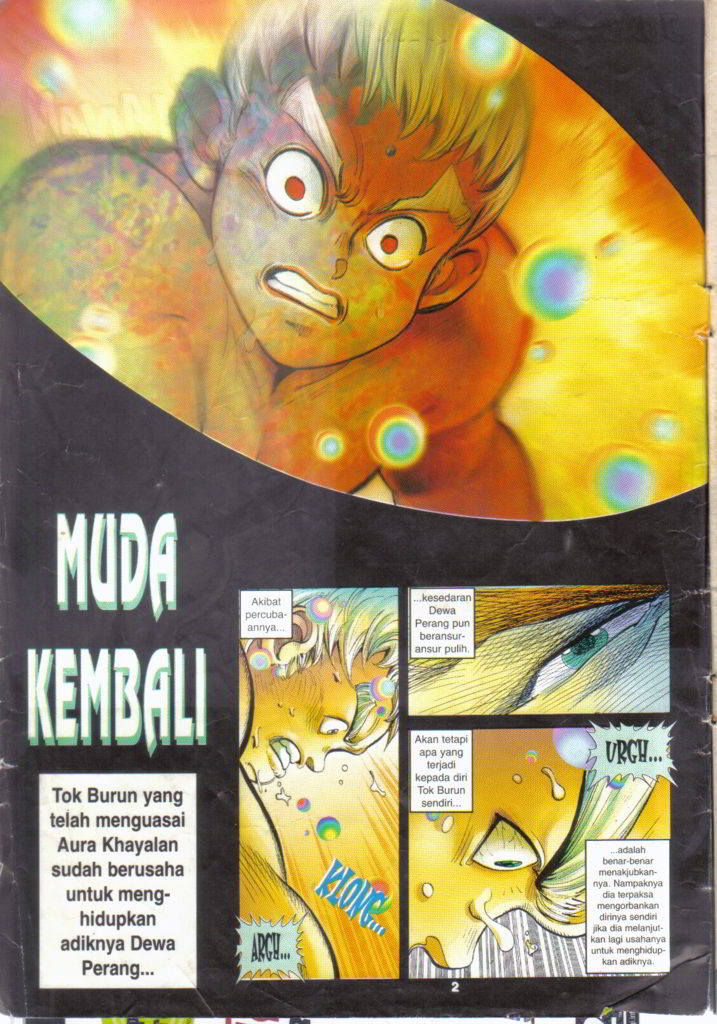 MUDA
KEMBALI
Tok Burun yang
telah menguasai
Aura Khayalan
sudah berusaha
untuk meng-
hidupkan
adiknya Dewa
Perang...
Akibat
percuba-
annya...
KLONG...
ARGH...
...kesedaran
Dewa
Perang pun
beransur-
ansur pulih.
Akan tetapi
apa yang
terjadi
kepada diri
Tok Burun
sendiri...
URGH...
...adalah
benar-benar
menakjubkan-
nya. Nampaknya
dia terpaksa
mengorbankan
dirinya sendiri
jika dia melanjut-
kan lagi usahanya
untuk menghidup-
kan adiknya.
2